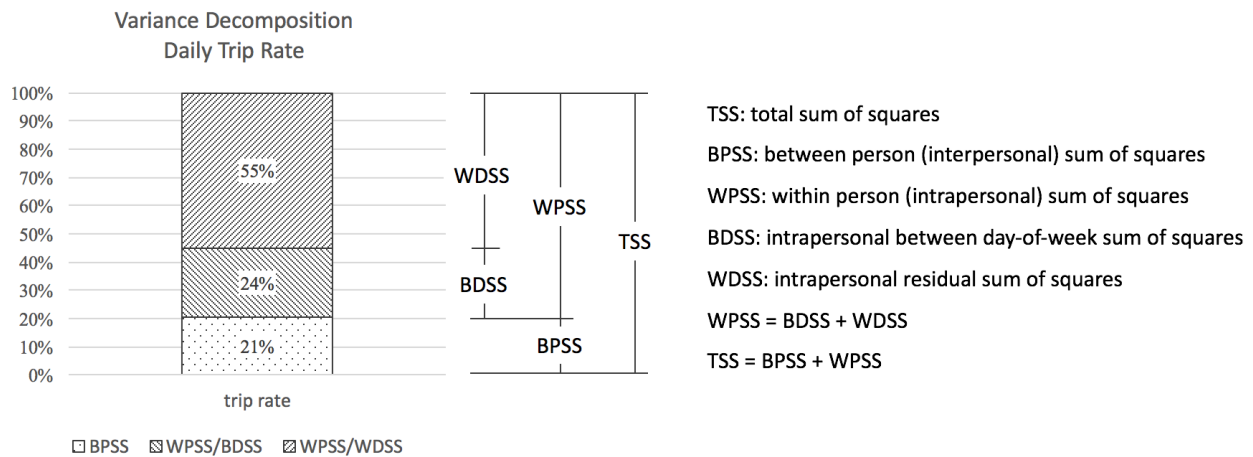 Variance Decomposition
Daily Trip Rate
100%
90%
80%
70%
60%
50%
40%
30%
20%
10%
0%
55%
24%
21%
trip rate
BPSS WPSS/BDSS WPSS/WDSS
WDSS
WPSS
TSS
BDSS
BPSS
TSS: total sum of squares
BPSS: between person (interpersonal) sum of squares
WPSS: within person (intrapersonal) sum of squares
BDSS: intrapersonal between day-of-week sum of squares
WDSS: intrapersonal residual sum of squares
WPSS = BDSS + WDSS
TSS = BPSS + WPSS